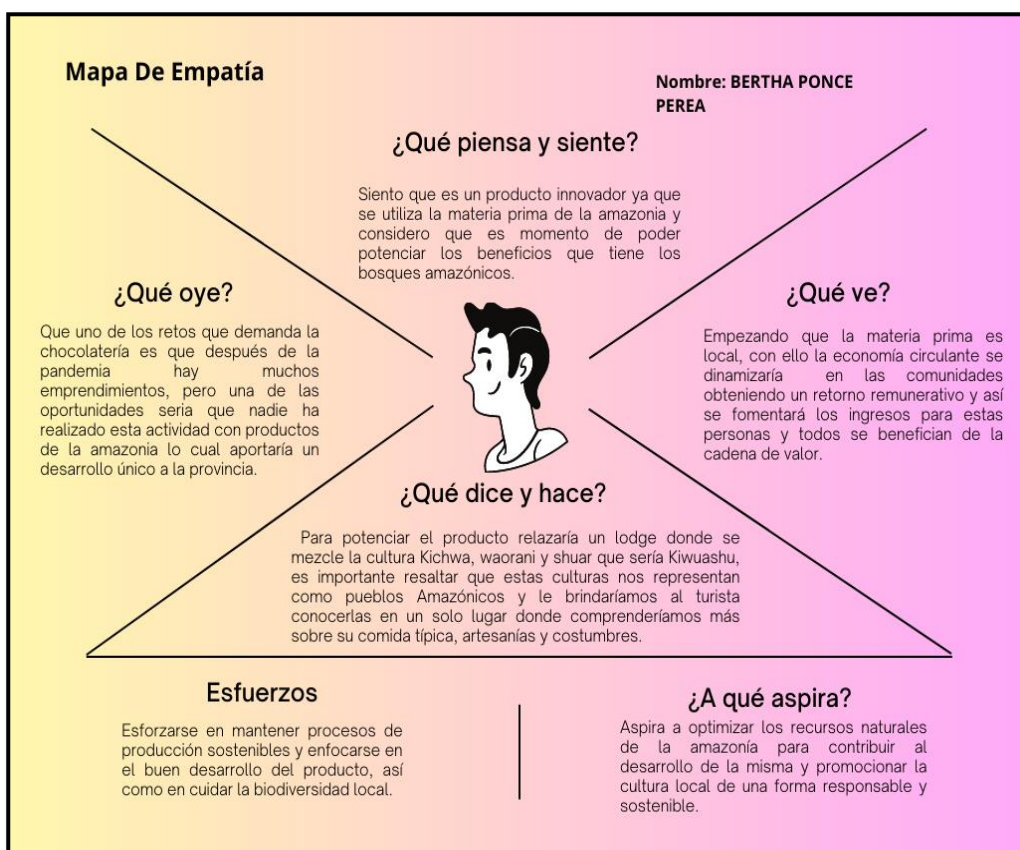 Mapa De Empatía
Nombre: BERTHA PONCE
PEREA
¿Qué piensa y siente?
Siento que es un producto innovador ya que
se utiliza la materia prima de la amazonia y
considero que es momento de poder
potenciar los beneficios que tiene los
bosques amazónicos.
¿Qué oye?
Que uno de los retos que demanda la
chocolatería es que después de la
pandemia hay muchos
emprendimientos, pero una de las
oportunidades seria que nadie ha
realizado esta actividad con productos
de la amazonia lo cual aportaría un
desarrollo único a la provincia.
¿Qué ve?
Empezando que la materia prima es
local, con ello la economía circulante se
dinamizaría en las comunidades
obteniendo un retorno remunerativo y así
se fomentará los ingresos para estas
personas y todos se benefician de la
cadena de valor.
¿Qué dice y hace?
Para potenciar el producto relazaría un lodge donde se
mezcle la cultura Kichwa, waorani y shuar que sería Kiwuashu,
es importante resaltar que estas culturas nos representan
como pueblos Amazónicos y le brindaríamos al turista
conocerlas en un solo lugar donde comprenderíamos más
sobre su comida típica, artesanías y costumbres.
Esfuerzos
Esforzarse en mantener procesos de
producción sostenibles y enfocarse en
el buen desarrollo del producto, así
como en cuidar la biodiversidad local.
¿A qué aspira?
Aspira a optimizar los recursos naturales
de la amazonía para contribuir al
desarrollo de la misma y promocionar la
cultura local de una forma responsable y
sostenible.